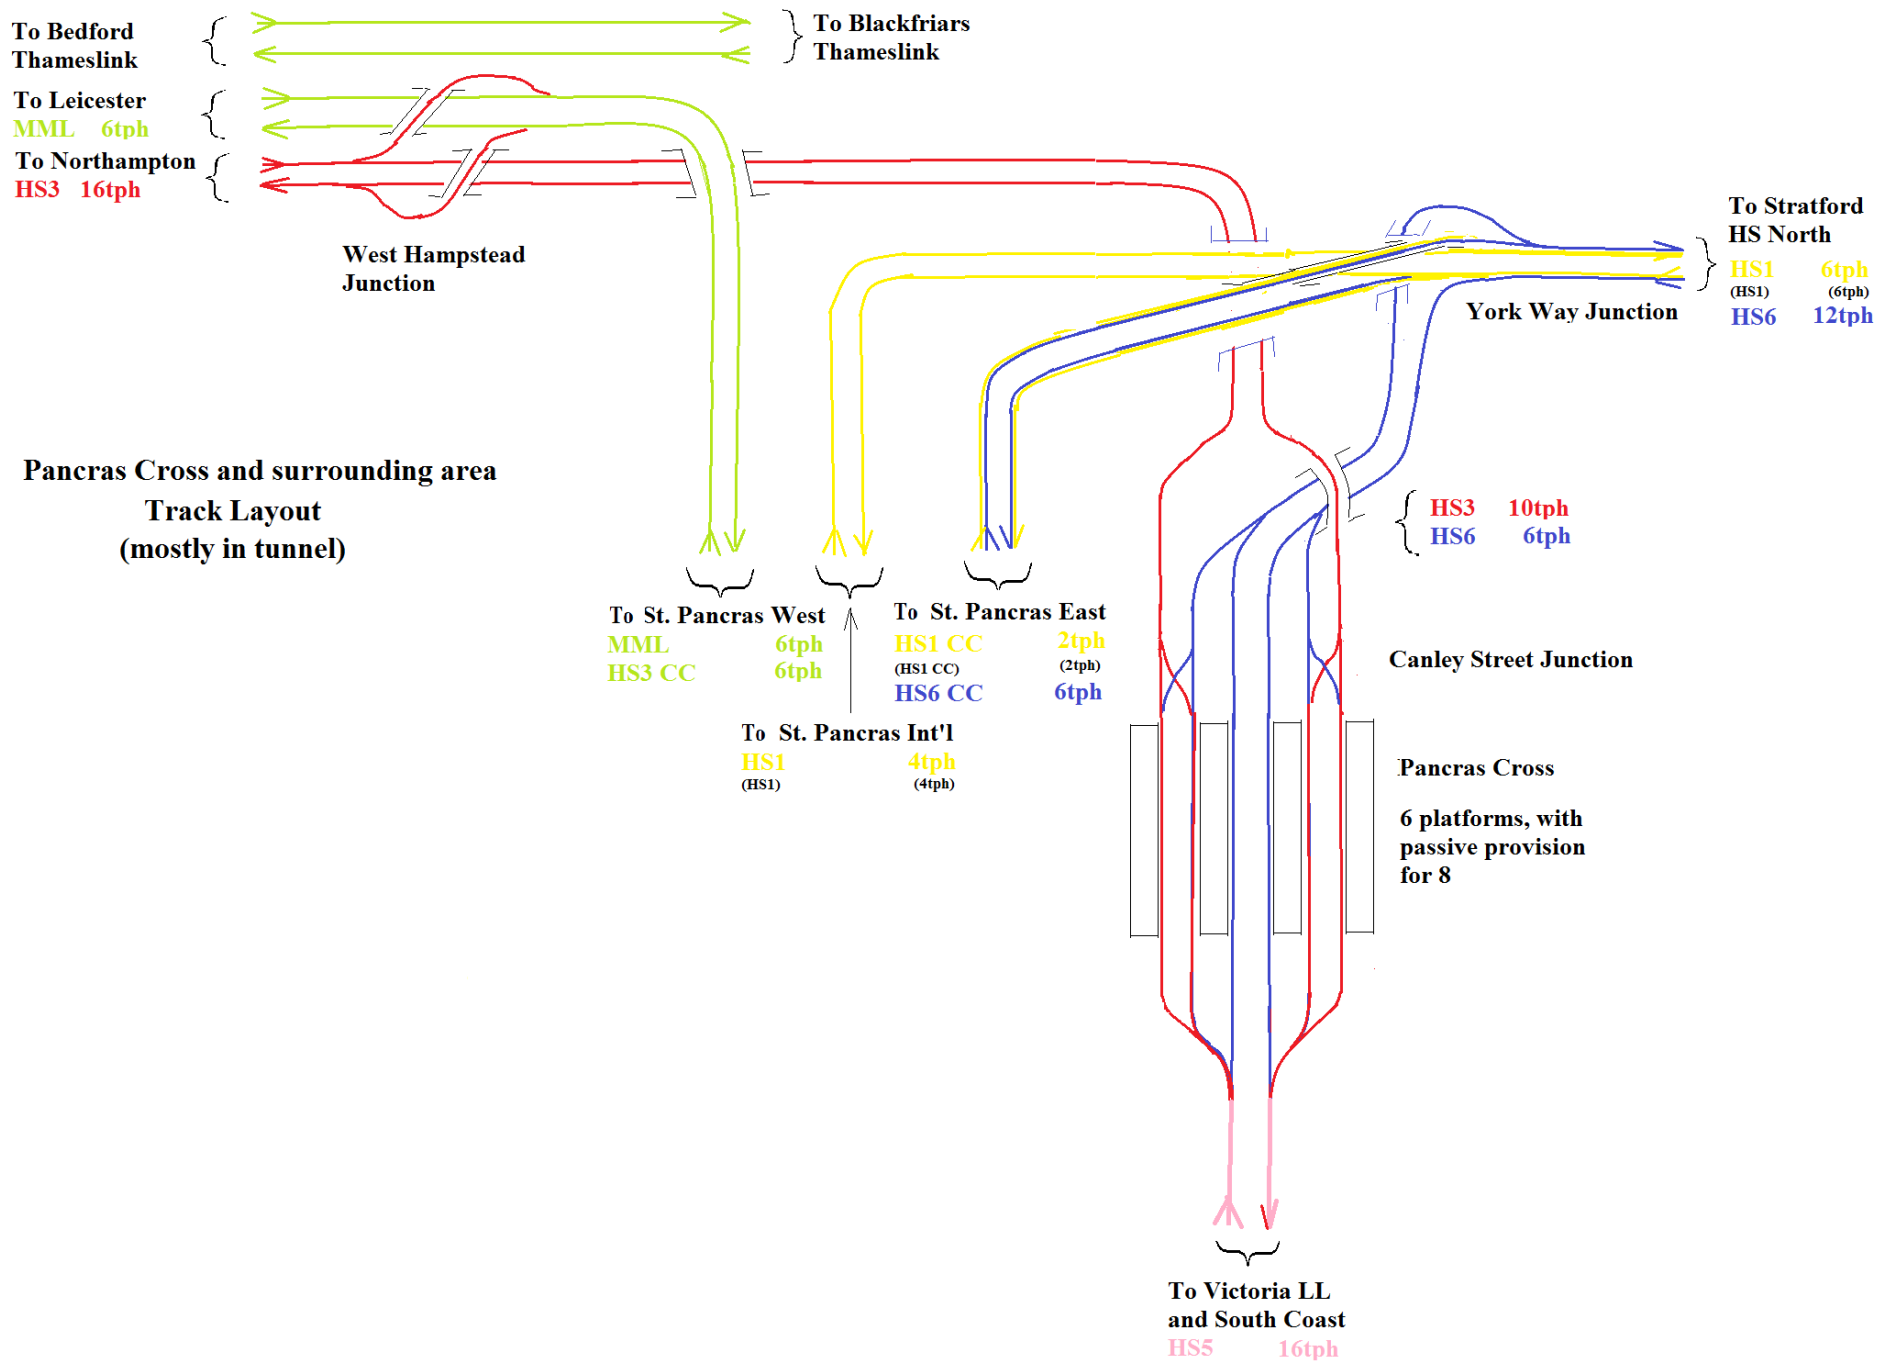 To Bedford
Thameslink
To Blackfriars
Thameslink
To Leicester
MML 6tph
To Northampton
HS3 16tph
West Hampstead
Junction
To Stratford
HS North
HS1 6tph
(HS1) (6tph)
HS6 12tph
York Way Junction
Pancras Cross and surrounding area
Track Layout
(mostly in tunnel)
HS3 10tph
HS6 6tph
To St. Pancras West
MML 6tph
HS3 CC 6tph
To St. Pancras East
HS1 CC 2tph
(HS1 CC) (2tph)
HS6 CC 6tph
Canley Street Junction
To St. Pancras Int'l
HS1 4tph
(HS1) (4tph)
Pancras Cross
6 platforms, with
passive provision
for 8
To Victoria LL
and South Coast
HS5 16tph